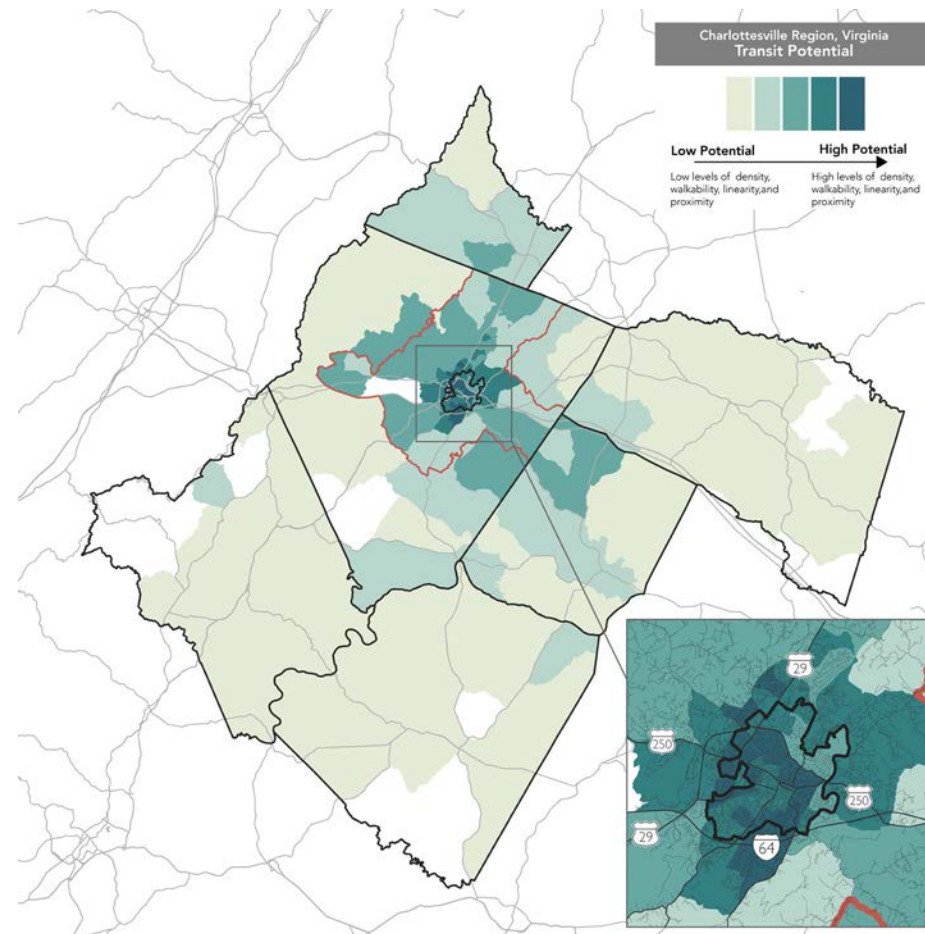 Charlottesville Region, Virginia
Transit Potential
Low Potential
High Potential
Low levels of density,
walkability, linearity,and
proximity
High levels of density,
walkability, linearity,and
proximity
29
250
250
29
64